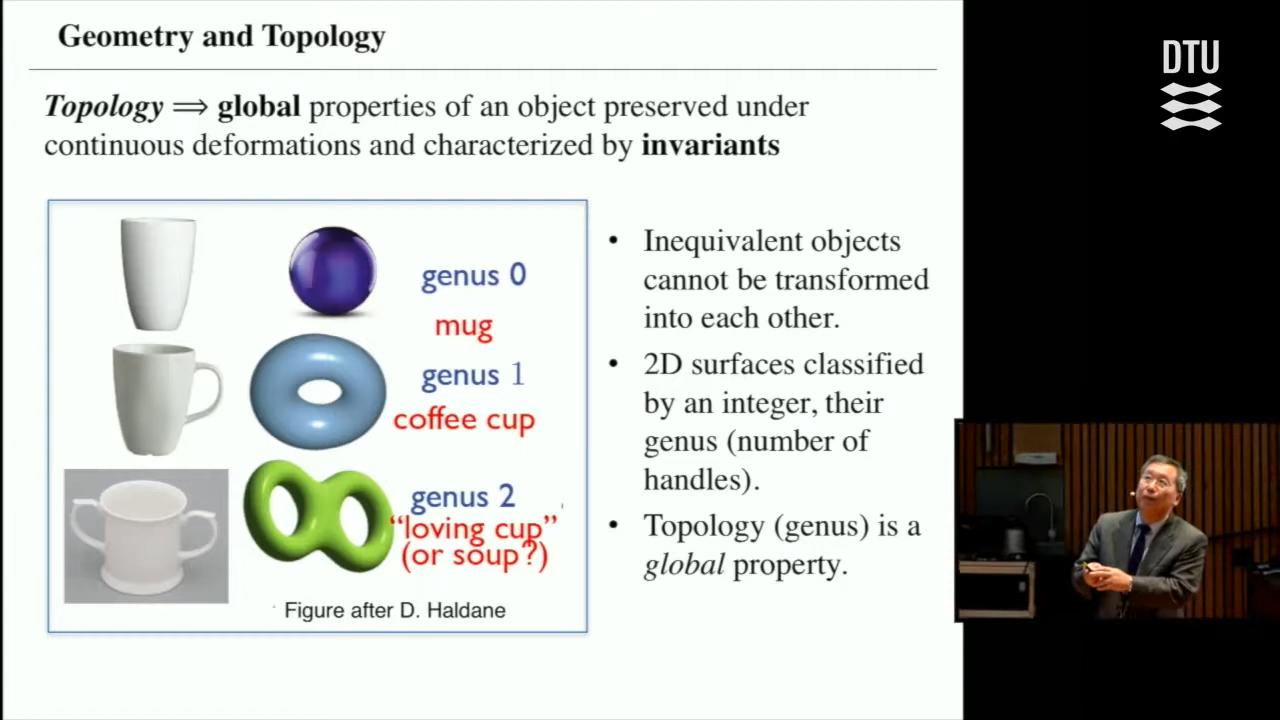 Geometry and Topology
Topology ⟹ global properties of an object preserved under
continuous deformations and characterized by invariants
genus 0
mug
genus 1
coffee cup
genus 2
“loving cup”
(or soup?)
Figure after D. Haldane
• Inequivalent objects
cannot be transformed
into each other.
• 2D surfaces classified
by an integer, their
genus (number of
handles).
• Topology (genus) is a
global property.
DTU